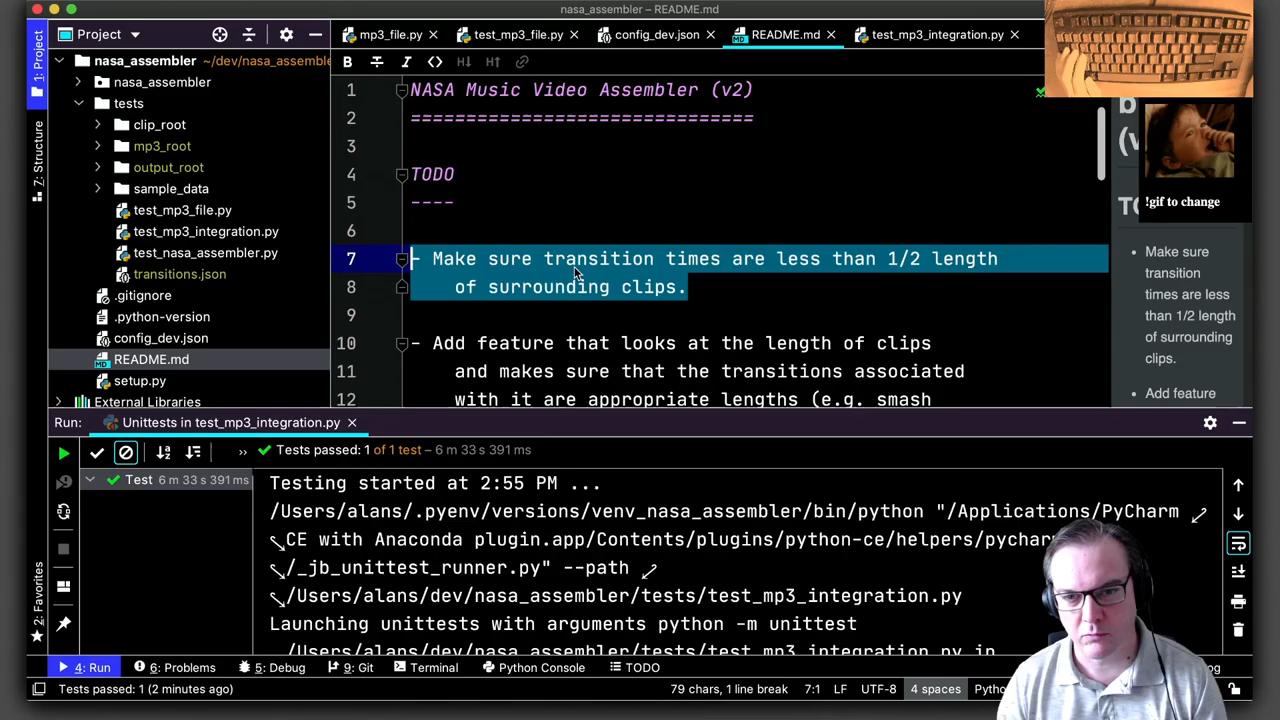 nasa_assembler – README.md
Project
mp3_file.py
test_mp3_file.py
config_dev.json
README.md
test_mp3_integration.py
1: Project
7: Structure
2: Favorites
nasa_assembler ~/dev/nasa_assemble
nasa_assembler
tests
clip_root
mp3_root
output_root
sample_data
test_mp3_file.py
test_mp3_integration.py
test_nasa_assembler.py
transitions.json
.gitignore
.python-version
config_dev.json
README.md
setup.py
External Libraries
B I <> H↓ H↑
1 NASA Music Video Assembler (v2)
2 ==============================
3
4 TODO
5 ----
6
7 - Make sure transition times are less than 1/2 length
8 of surrounding clips.
9
10 - Add feature that looks at the length of clips
11 and makes sure that the transitions associated
12 with it are appropriate lengths (e.g. smash
!gif to change
• Make sure
transition
times are less
than 1/2 length
of surrounding
clips.
• Add feature
Run: Unittests in test_mp3_integration.py
›› Tests passed: 1 of 1 test – 6 m 33 s 391 ms
Test 6 m 33 s 391 ms
Testing started at 2:55 PM ...
/Users/alans/.pyenv/versions/venv_nasa_assembler/bin/python "/Applications/PyCharm
CE with Anaconda plugin.app/Contents/plugins/python-ce/helpers/pychar
/_jb_unittest_runner.py" --path
/Users/alans/dev/nasa_assembler/tests/test_mp3_integration.py
Launching unittests with arguments python -m unittest
/Users/alans/dev/nasa_assembler/tests/test_mp3_integration.py in
4: Run
6: Problems
5: Debug
9: Git
Terminal
Python Console
TODO
Tests passed: 1 (2 minutes ago)
79 chars, 1 line break
7:1
LF
UTF-8
4 spaces